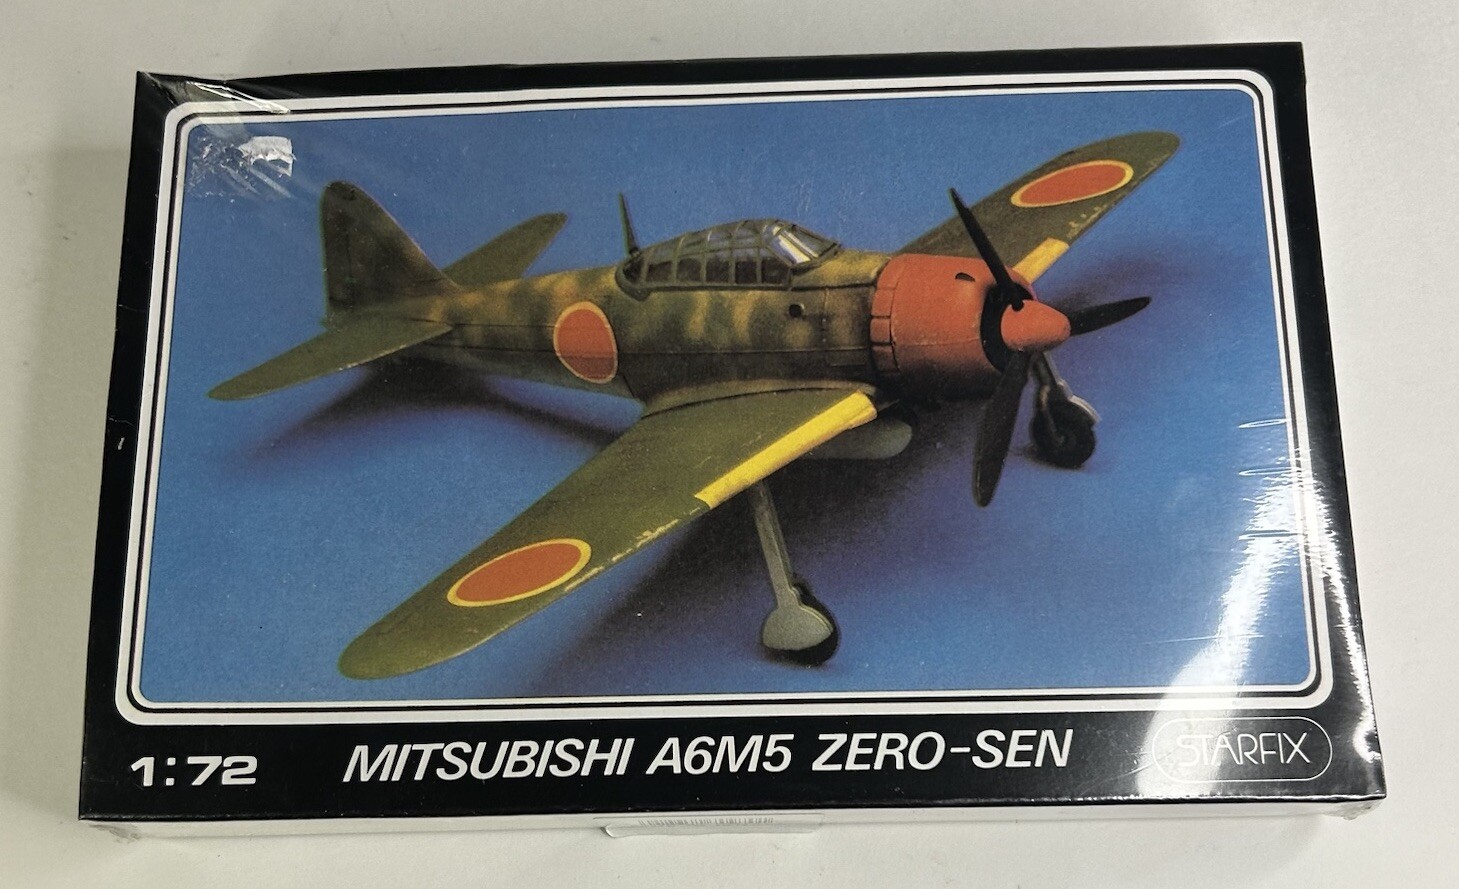 1:72
MITSUBISHI A6M5 ZERO-SEN
STARFIX